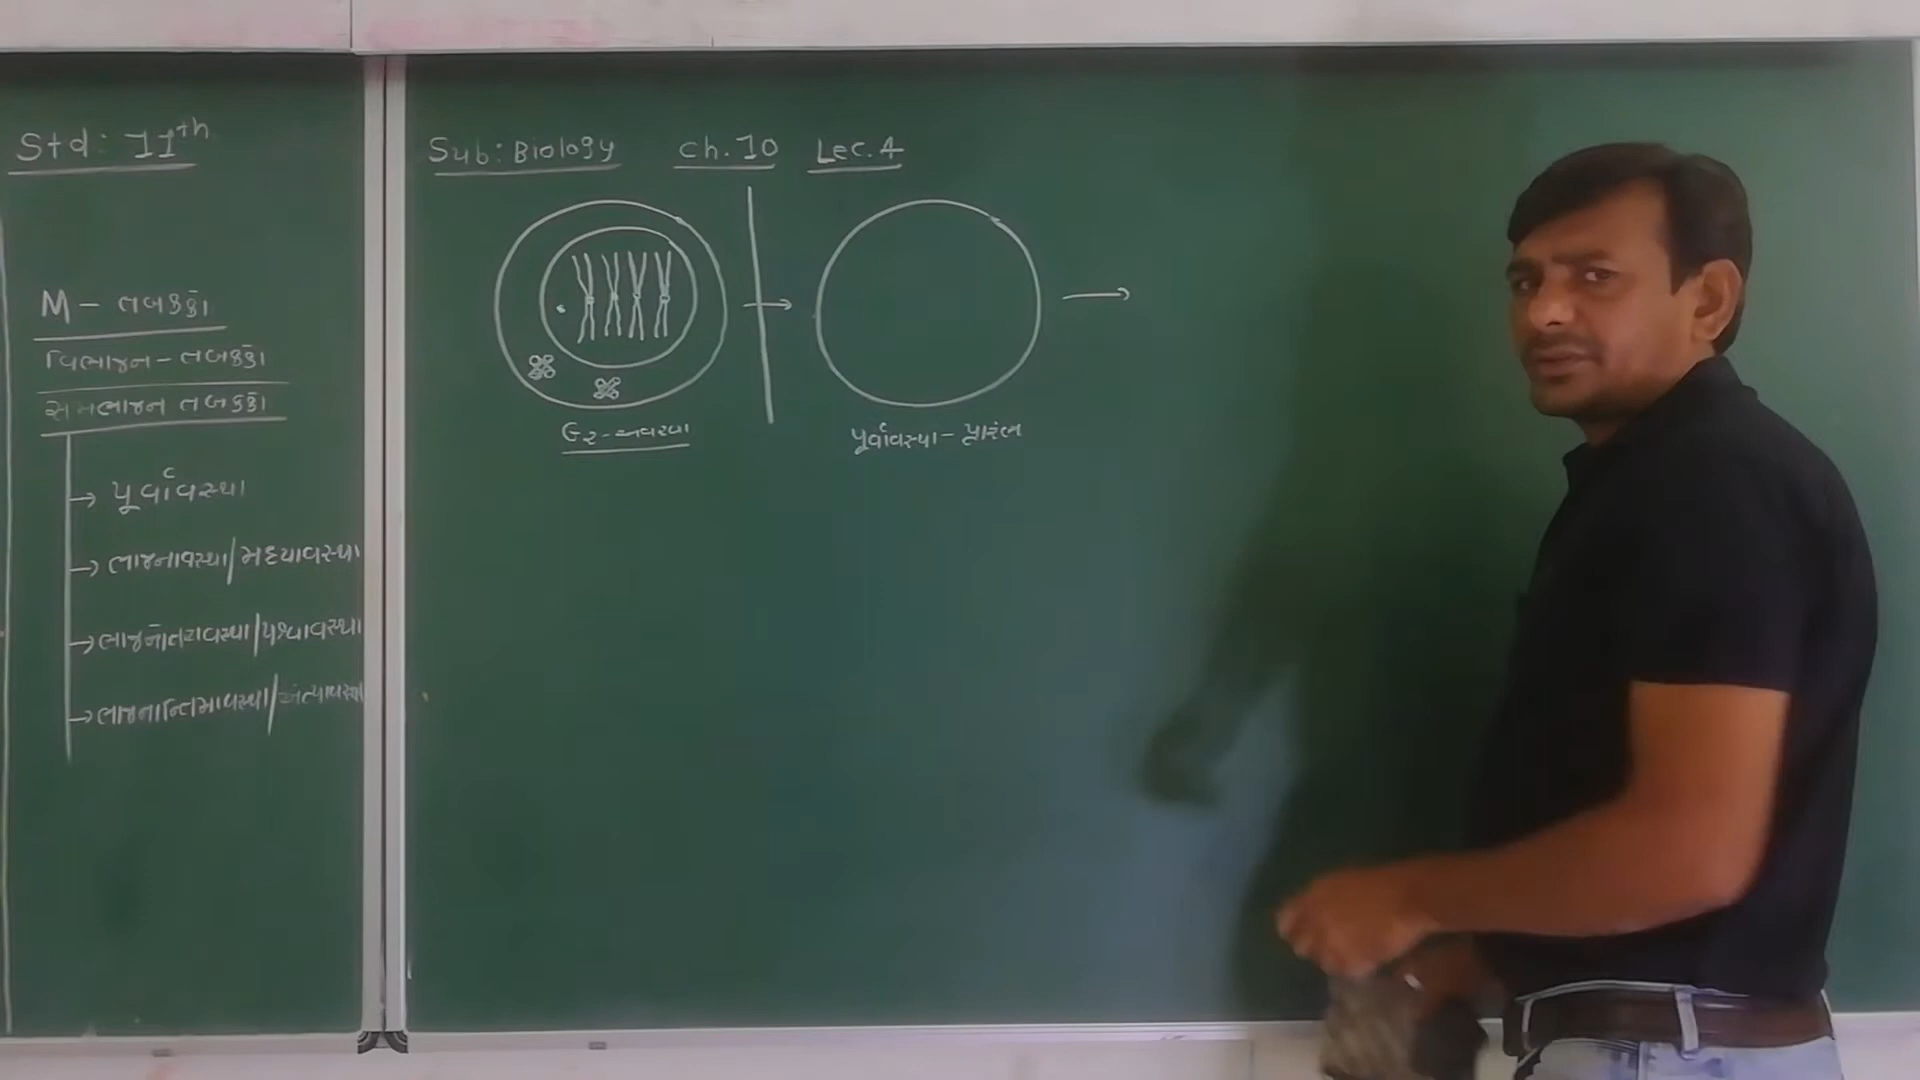 Std: 11th
M - તબક્કો
વિભાજન - તબક્કો
સમભાજન તબક્કો
→ પૂર્વાવસ્થા
→ ભાજનાવસ્થા/મધ્યાવસ્થા
→ ભાજનોત્તરાવસ્થા/પશ્ચાવસ્થા
→ ભાજનાન્તિમાવસ્થા/અંત્યાવસ્થા
Sub: Biology Ch. 10 Lec. 4
G2 - અવસ્થા
પૂર્વાવસ્થા - પ્રારંભ